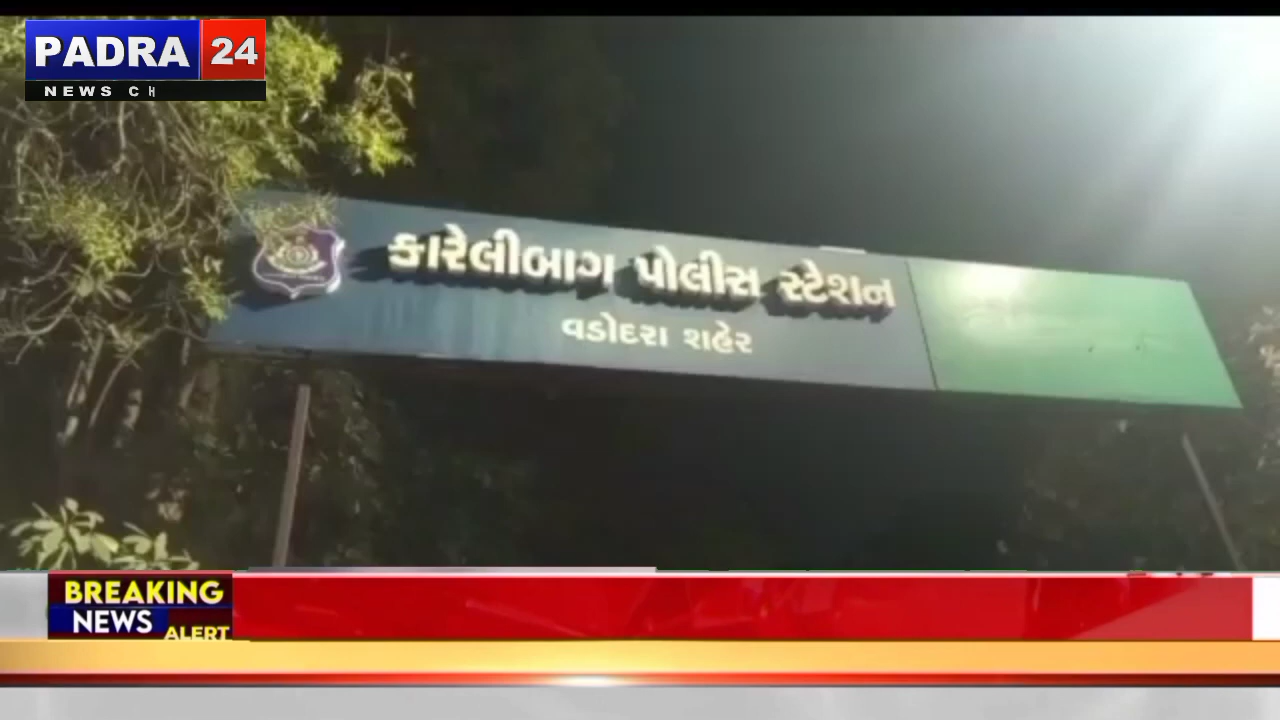 PADRA 24
NEWS CH
કારેલીબાગ પોલીસ સ્ટેશન
વડોદરા શહેર
BREAKING
NEWS
ALERT